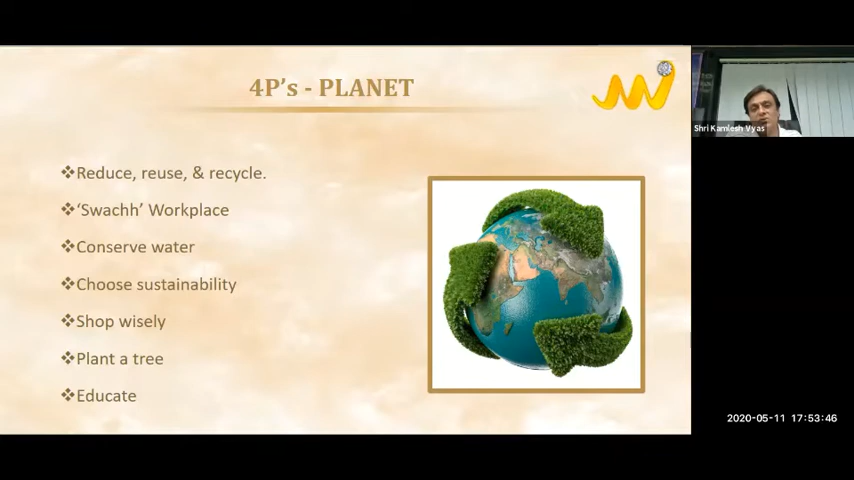 4P's - PLANET
Shri Kamlesh Vyas
❖Reduce, reuse, & recycle.
❖‘Swachh’ Workplace
❖Conserve water
❖Choose sustainability
❖Shop wisely
❖Plant a tree
❖Educate
2020-05-11 17:53:46